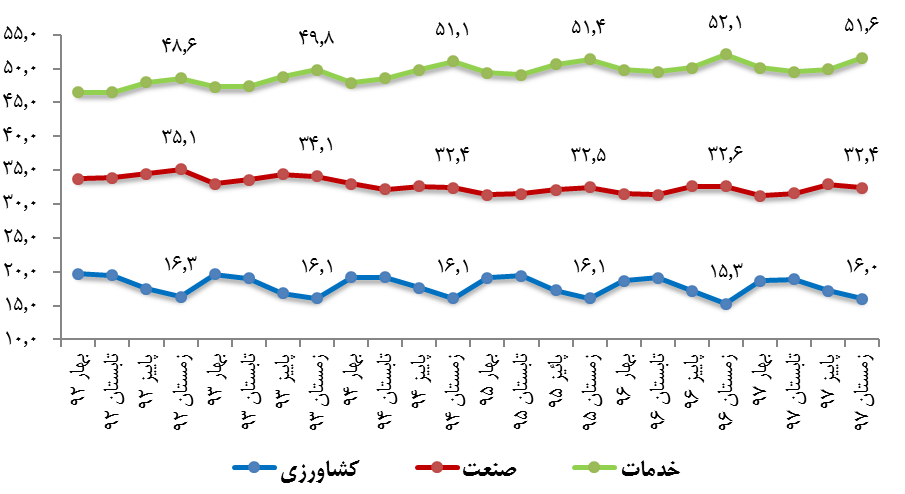 ۵۵,۰
۵۰,۰
۴۵,۰
۴۰,۰
۳۵,۰
۳۰,۰
۲۵,۰
۲۰,۰
۱۵,۰
۱۰,۰
۴۸,۶
۴۹,۸
۵۱,۱
۵۱,۴
۵۲,۱
۵۱,۶
۳۵,۱
۳۴,۱
۳۲,۴
۳۲,۵
۳۲,۶
۳۲,۴
۱۶,۳
۱۶,۱
۱۶,۱
۱۶,۱
۱۵,۳
۱۶,۰
بهار ۹۲
تابستان ۹۲
پاییز ۹۲
زمستان ۹۲
بهار ۹۳
تابستان ۹۳
پاییز ۹۳
زمستان ۹۳
بهار ۹۴
تابستان ۹۴
پاییز ۹۴
زمستان ۹۴
بهار ۹۵
تابستان ۹۵
پائیز ۹۵
زمستان ۹۵
بهار ۹۶
تابستان ۹۶
پاییز ۹۶
زمستان ۹۶
بهار ۹۷
تابستان ۹۷
پاییز ۹۷
زمستان ۹۷
کشاورزی
صنعت
خدمات